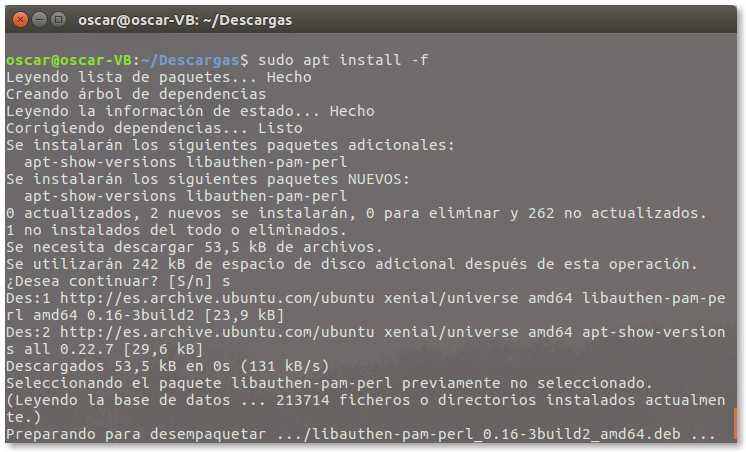 oscar@oscar-VB: ~/Descargas
oscar@oscar-VB:~/Descargas$ sudo apt install -f
Leyendo lista de paquetes... Hecho
Creando árbol de dependencias
Leyendo la información de estado... Hecho
Corrigiendo dependencias... Listo
Se instalarán los siguientes paquetes adicionales:
  apt-show-versions libauthen-pam-perl
Se instalarán los siguientes paquetes NUEVOS:
  apt-show-versions libauthen-pam-perl
0 actualizados, 2 nuevos se instalarán, 0 para eliminar y 262 no actualizados.
1 no instalados del todo o eliminados.
Se necesita descargar 53,5 kB de archivos.
Se utilizarán 242 kB de espacio de disco adicional después de esta operación.
¿Desea continuar? [S/n] s
Des:1 http://es.archive.ubuntu.com/ubuntu xenial/universe amd64 libauthen-pam-pe
rl amd64 0.16-3build2 [23,9 kB]
Des:2 http://es.archive.ubuntu.com/ubuntu xenial/universe amd64 apt-show-version
s all 0.22.7 [29,6 kB]
Descargados 53,5 kB en 0s (131 kB/s)
Seleccionando el paquete libauthen-pam-perl previamente no seleccionado.
(Leyendo la base de datos ... 213714 ficheros o directorios instalados actualmen
te.)
Preparando para desempaquetar .../libauthen-pam-perl_0.16-3build2_amd64.deb ...